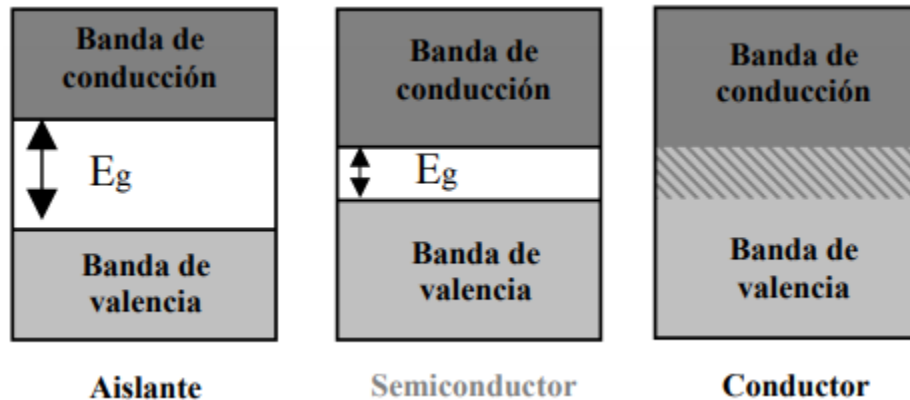 Banda de
conducción
Eg
Banda de
valencia
Aislante
Banda de
conducción
Eg
Banda de
valencia
Semiconductor
Banda de
conducción
Banda de
valencia
Conductor